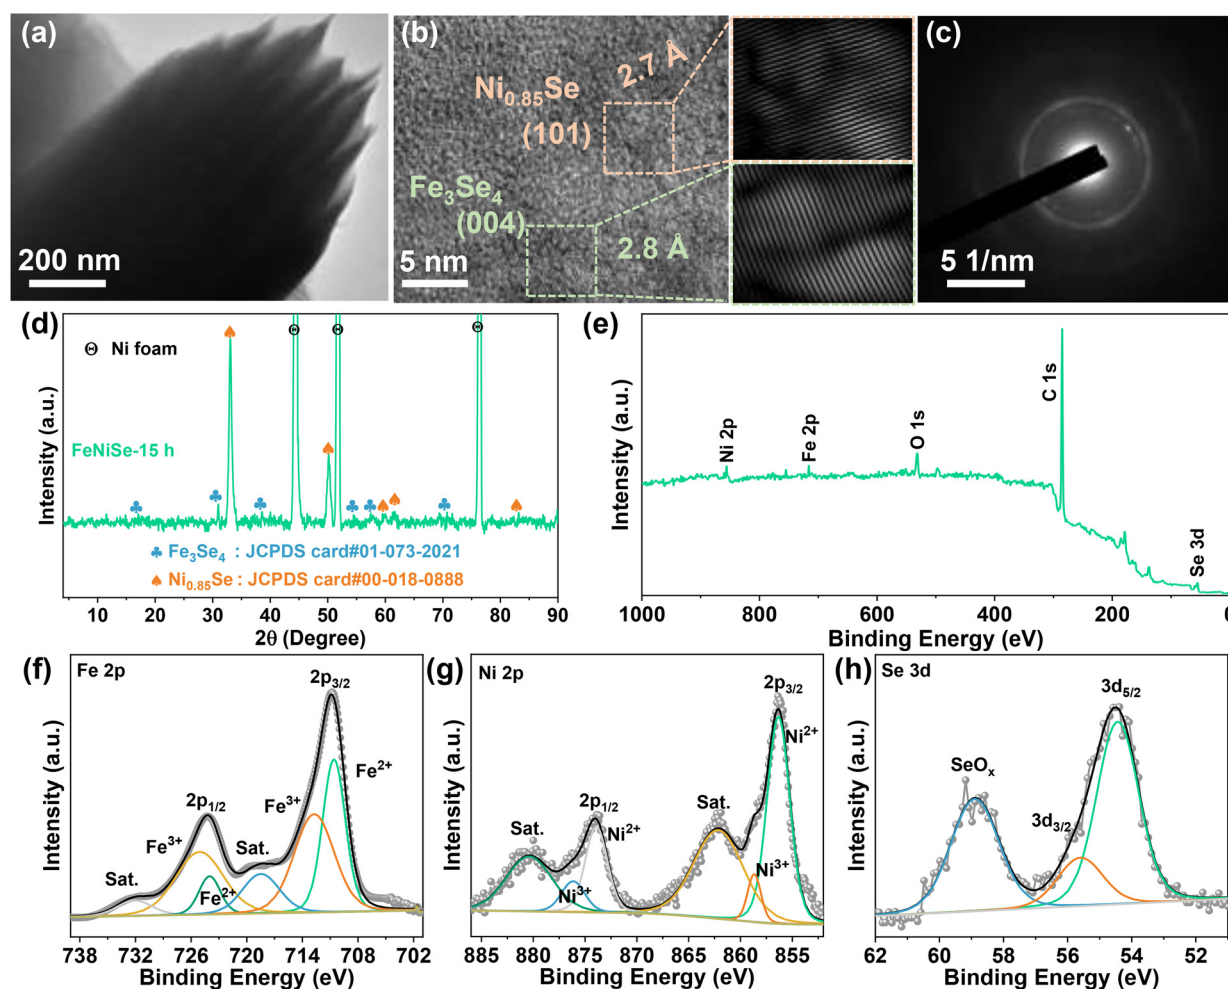 (a)
200 nm
(b)
Ni0.85Se
(101)
2.7 Å
Fe3Se4
(004)
2.8 Å
5 nm
(c)
5 1/nm
(d)
Θ Ni foam
Θ
Θ
Θ
FeNiSe-15 h
♣ Fe3Se4 : JCPDS card#01-073-2021
♠ Ni0.85Se : JCPDS card#00-018-0888
Intensity (a.u.)
10 20 30 40 50 60 70 80 90
2θ (Degree)
(e)
Ni 2p
Fe 2p
O 1s
C 1s
Se 3d
Intensity (a.u.)
1000 800 600 400 200 0
Binding Energy (eV)
(f)
Fe 2p
2p3/2
Fe2+
Fe3+
2p1/2
Fe3+
Sat.
Sat.
Fe2+
Intensity (a.u.)
738 732 726 720 714 708 702
Binding Energy (eV)
(g)
Ni 2p
2p3/2
Ni2+
Sat.
2p1/2
Sat.
Ni2+
Ni3+
Ni3+
Intensity (a.u.)
885 880 875 870 865 860 855
Binding Energy (eV)
(h)
Se 3d
3d5/2
SeOx
3d3/2
Intensity (a.u.)
62 60 58 56 54 52
Binding Energy (eV)